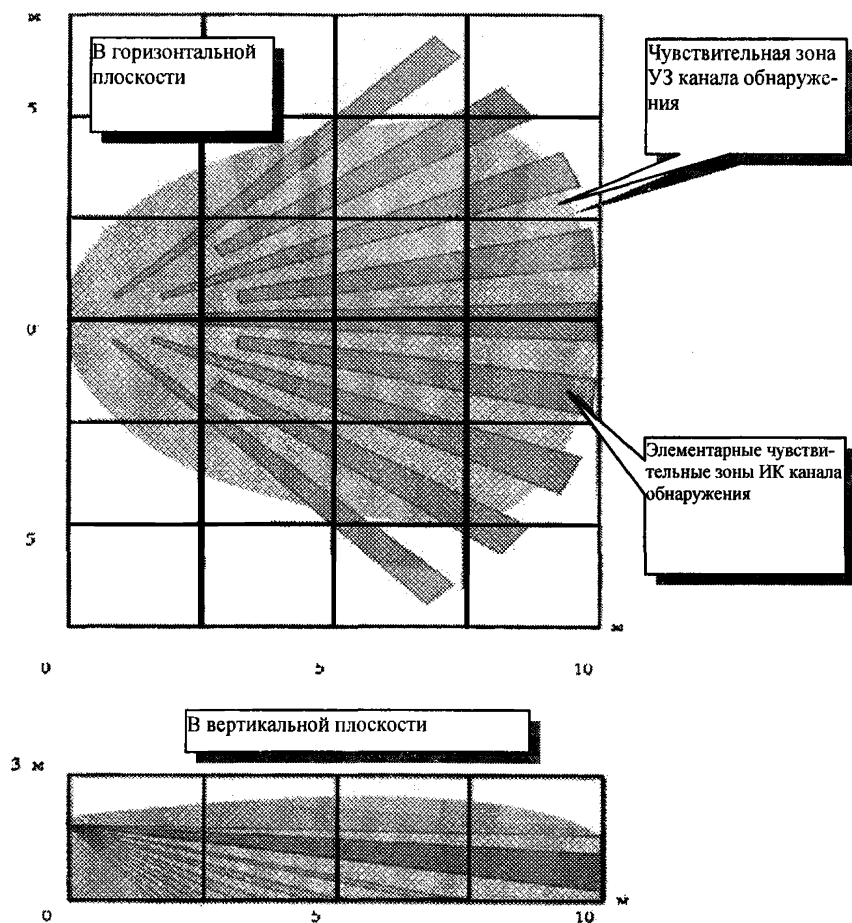 м
В горизонтальной
плоскости
Чувствительная зона
УЗ канала обнаруже-
ния
5
0
5
Элементарные чувстви-
тельные зоны ИК канала
обнаружения
м
0 5 10
В вертикальной плоскости
3 м
м
0 5 10